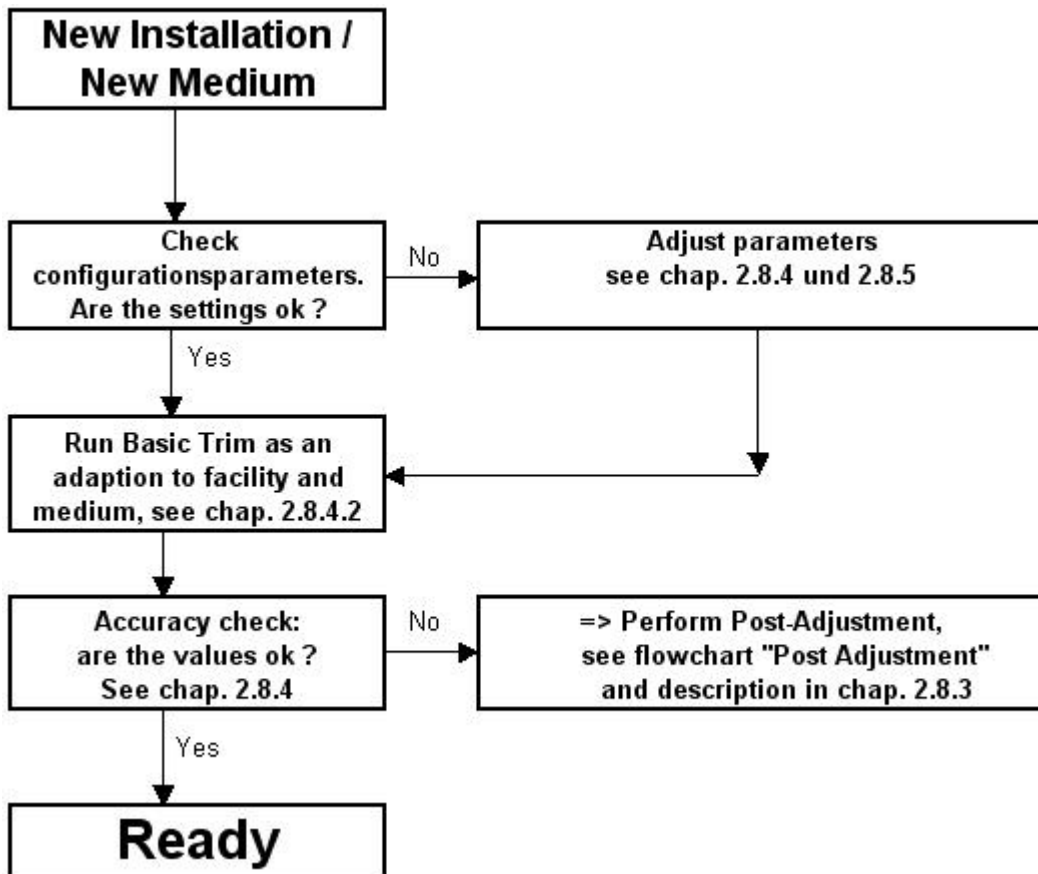 New Installation /
New Medium
Check
configurationsparameters.
Are the settings ok ?
No
Adjust parameters
see chap. 2.8.4 und 2.8.5
Yes
Run Basic Trim as an
adaption to facility and
medium, see chap. 2.8.4.2
Accuracy check:
are the values ok ?
See chap. 2.8.4
No
=> Perform Post-Adjustment,
see flowchart "Post Adjustment"
and description in chap. 2.8.3
Yes
Ready